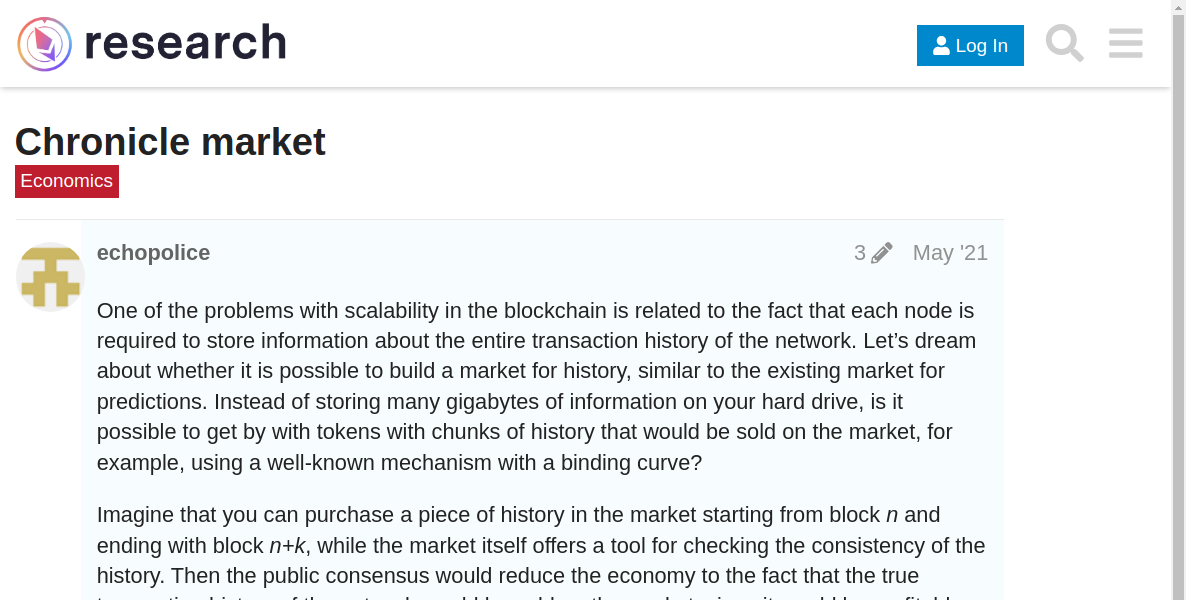 research
Log In
Chronicle market
Economics
echopolice
3
May '21
One of the problems with scalability in the blockchain is related to the fact that each node is
required to store information about the entire transaction history of the network. Let’s dream
about whether it is possible to build a market for history, similar to the existing market for
predictions. Instead of storing many gigabytes of information on your hard drive, is it
possible to get by with tokens with chunks of history that would be sold on the market, for
example, using a well-known mechanism with a binding curve?
Imagine that you can purchase a piece of history in the market starting from block n and
ending with block n+k, while the market itself offers a tool for checking the consistency of the
history. Then the public consensus would reduce the economy to the fact that the true